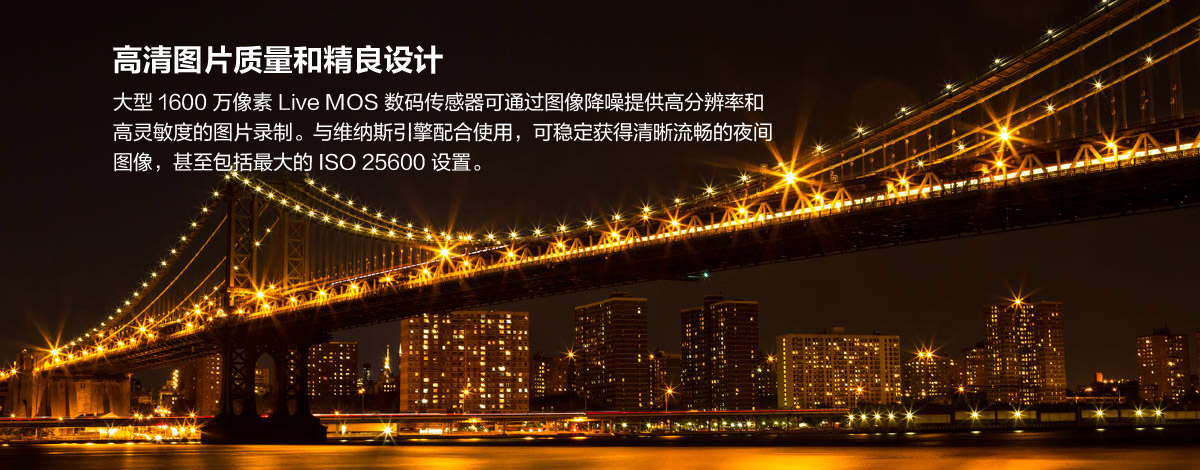 高清图片质量和精良设计
大型 1600 万像素 Live MOS 数码传感器可通过图像降噪提供高分辨率和
高灵敏度的图片录制。与维纳斯引擎配合使用，可稳定获得清晰流畅的夜间
图像，甚至包括最大的 ISO 25600 设置。